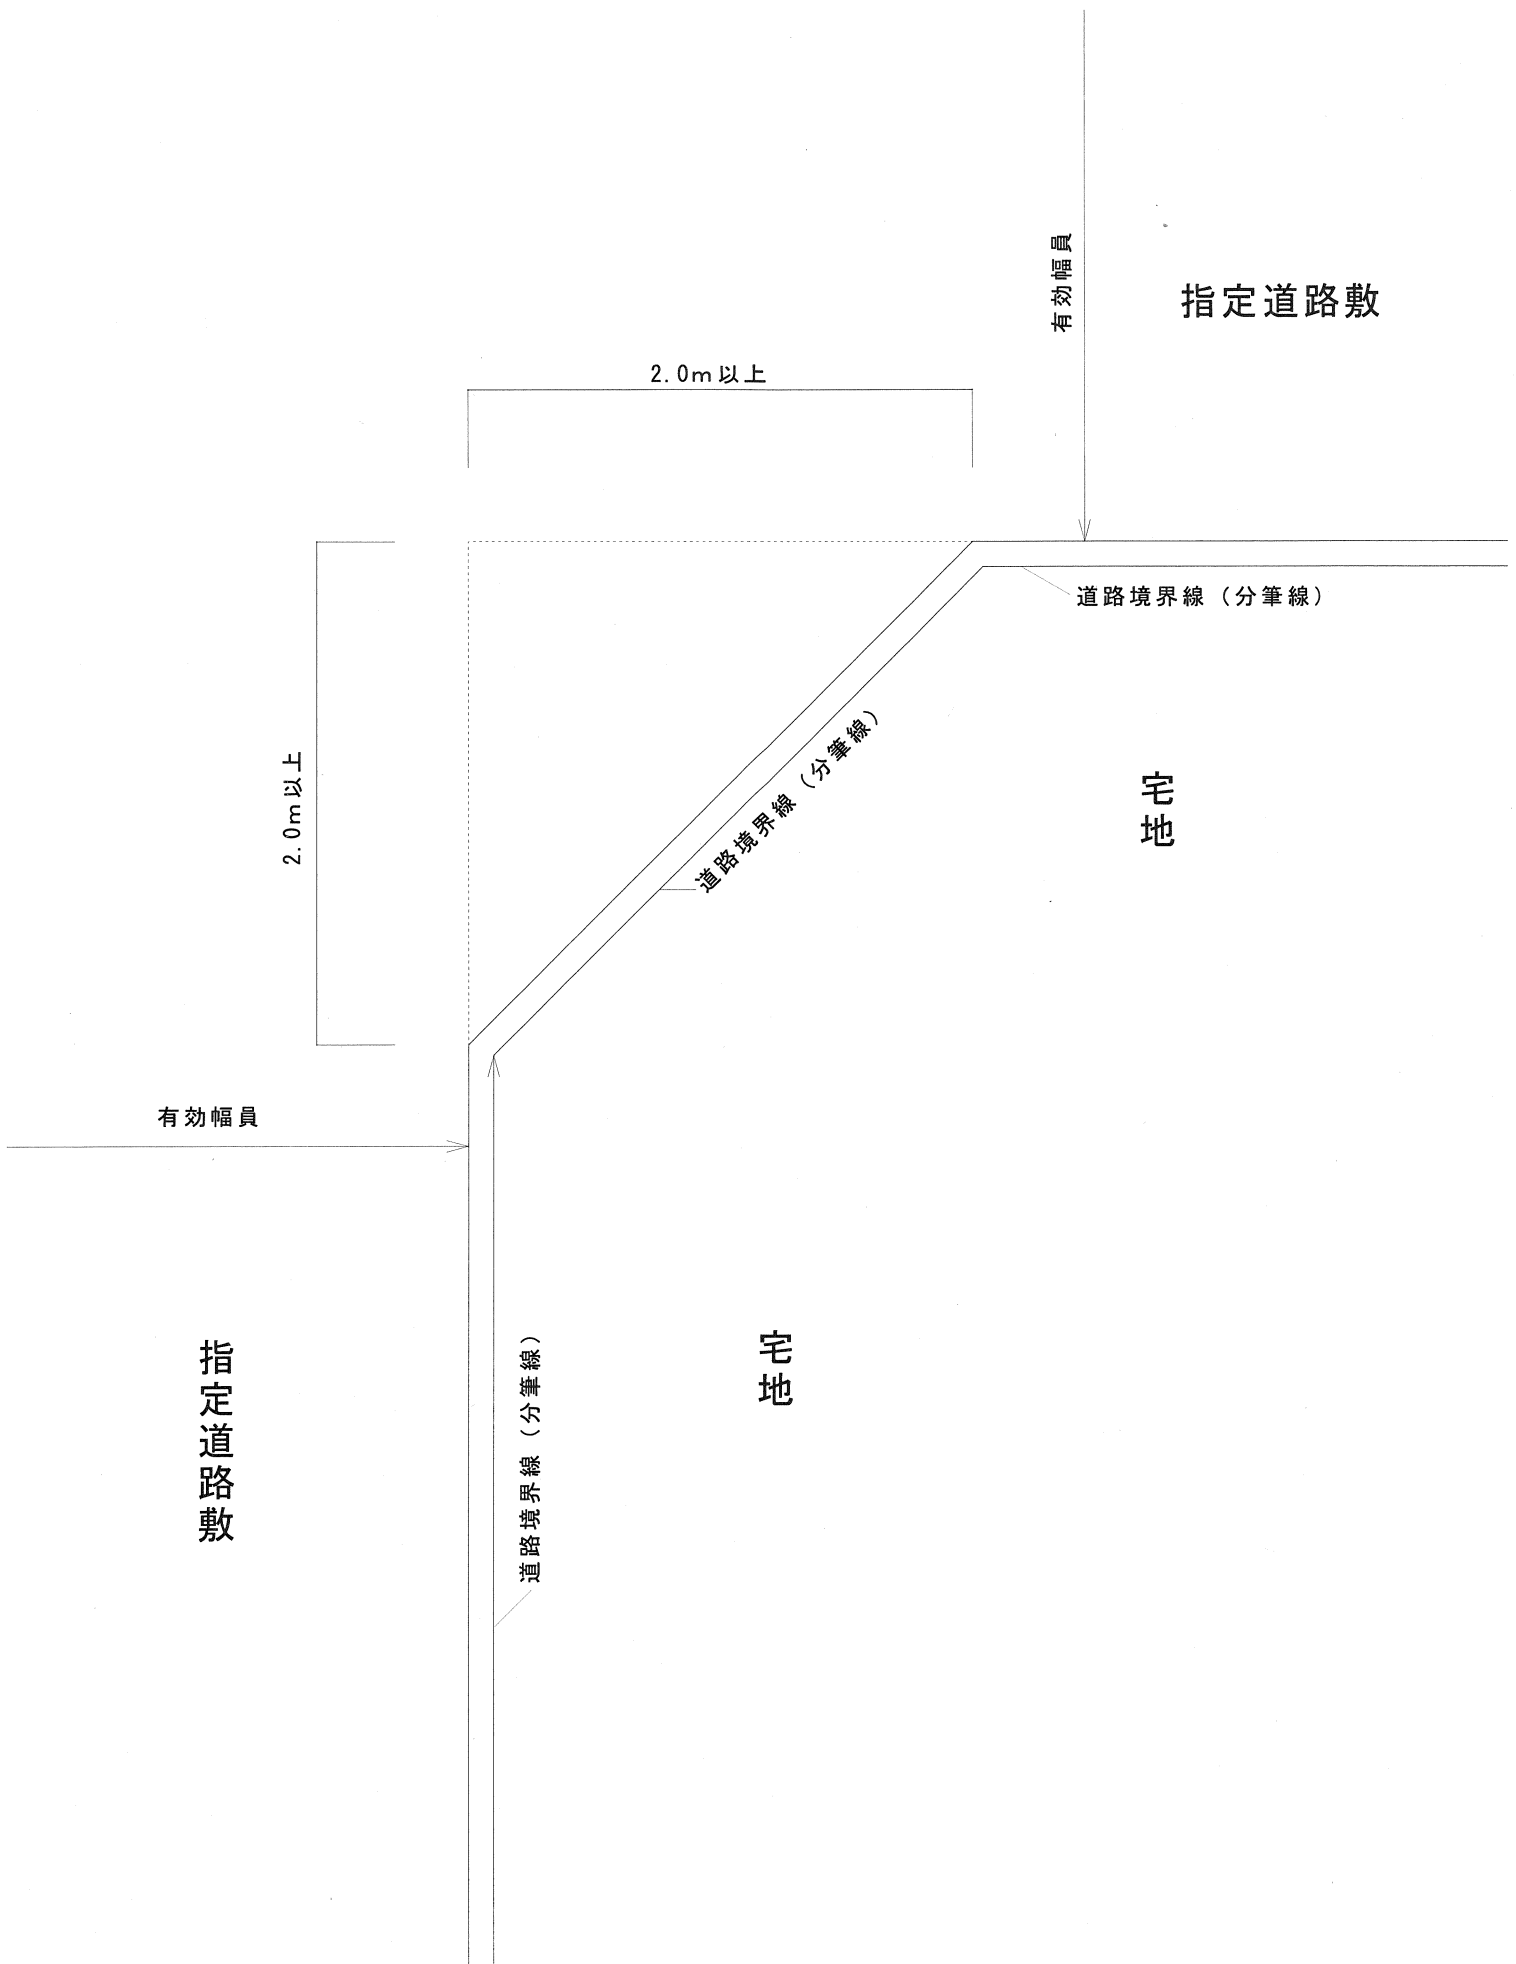 有効幅員
指定道路敷
2.0m以上
道路境界線（分筆線）
2.0m以上
道路境界線（分筆線）
宅地
有効幅員
指定道路敷
道路境界線（分筆線）
宅地